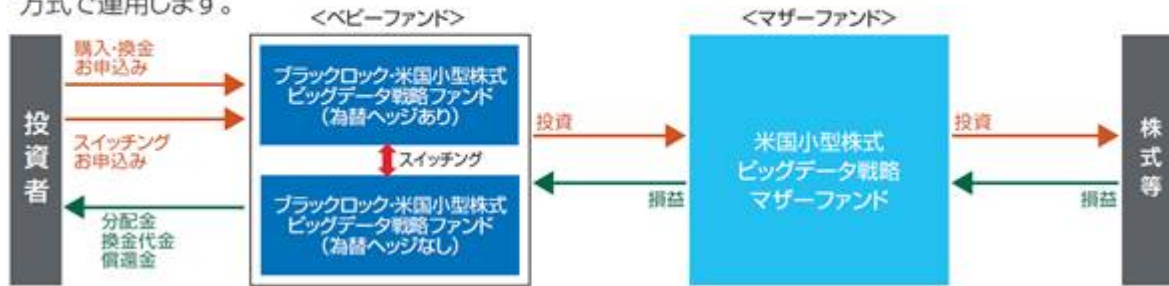 方式で運用します。
<ベビーファンド>
<マザーファンド>
投資者
購入・換金
お申込み
スイッチング
お申込み
分配金
換金代金
償還金
ブラックロック・米国小型株式
ビッグデータ戦略ファンド
(為替ヘッジあり)
スイッチング
ブラックロック・米国小型株式
ビッグデータ戦略ファンド
(為替ヘッジなし)
投資
損益
米国小型株式
ビッグデータ戦略
マザーファンド
投資
損益
株式等